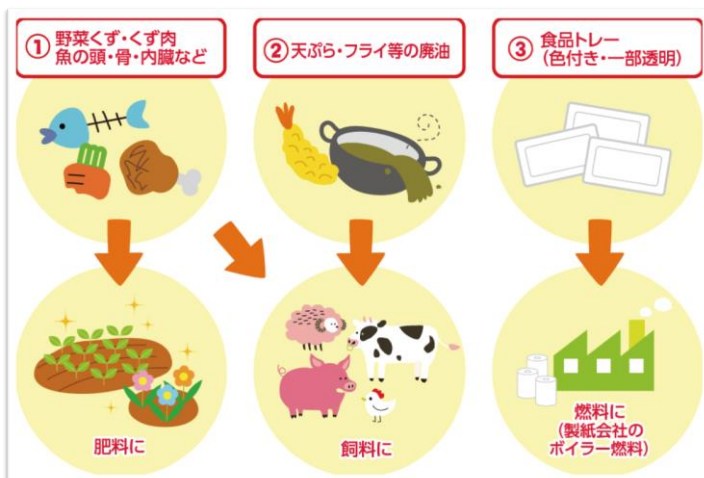 ① 野菜くず・くず肉
魚の頭・骨・内臓など
② 天ぷら・フライ等の廃油
③ 食品トレー
(色付き・一部透明)
肥料に
飼料に
燃料に
(製紙会社の
ボイラー燃料)